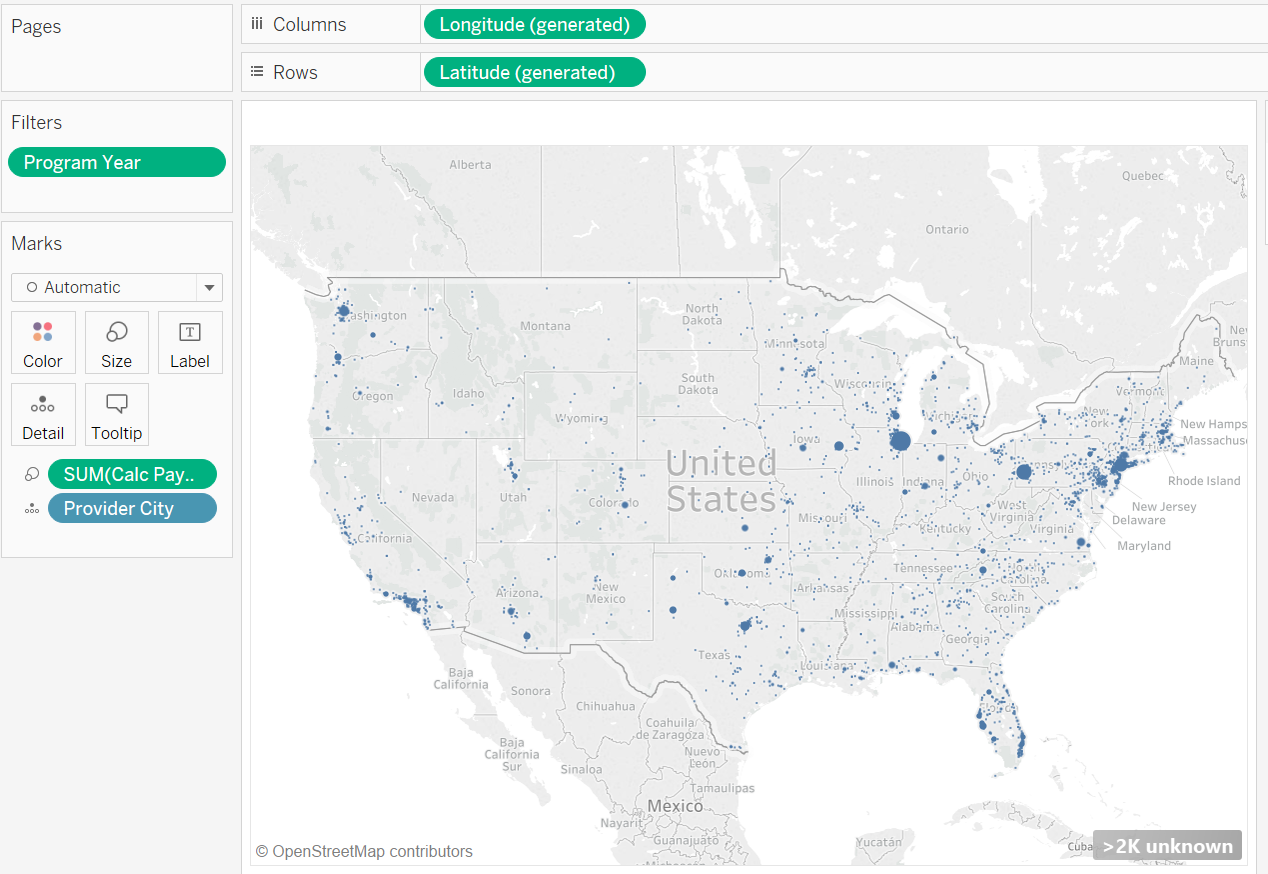 Pages
Columns
Longitude (generated)
Rows
Latitude (generated)
Filters
Program Year
Marks
Automatic
Color
Size
Label
Detail
Tooltip
SUM(Calc Pay..
Provider City
Alberta
Quebec
Ontario
Washington
Montana
North
Dakota
Minnesota
New
Brunsw
Maine
Oregon
Idaho
South
Dakota
Wisconsin
Michigan
Vermont
New
York
New Hamps
Massachuse
Wyoming
Iowa
United
States
Nevada
Utah
Colorado
Illinois
Indiana
Ohio
Rhode Island
California
Missouri
West
Virginia
Virginia
New Jersey
Delaware
Kentucky
Maryland
Arizona
New
Mexico
Oklahoma
Arkansas
Tennessee
North
Carolina
South
Carolina
Mississippi
Alabama
Georgia
Texas
Louisiana
Florida
Baja
California
Sonora
Chihuahua
Coahuila
de Zaragoza
Baja
California
Sur
Sinaloa
Nuevo
León
Tamaulipas
Mexico
Nayarit
Guanajuato
Yucatán
Cuba
>2K unknown
© OpenStreetMap contributors